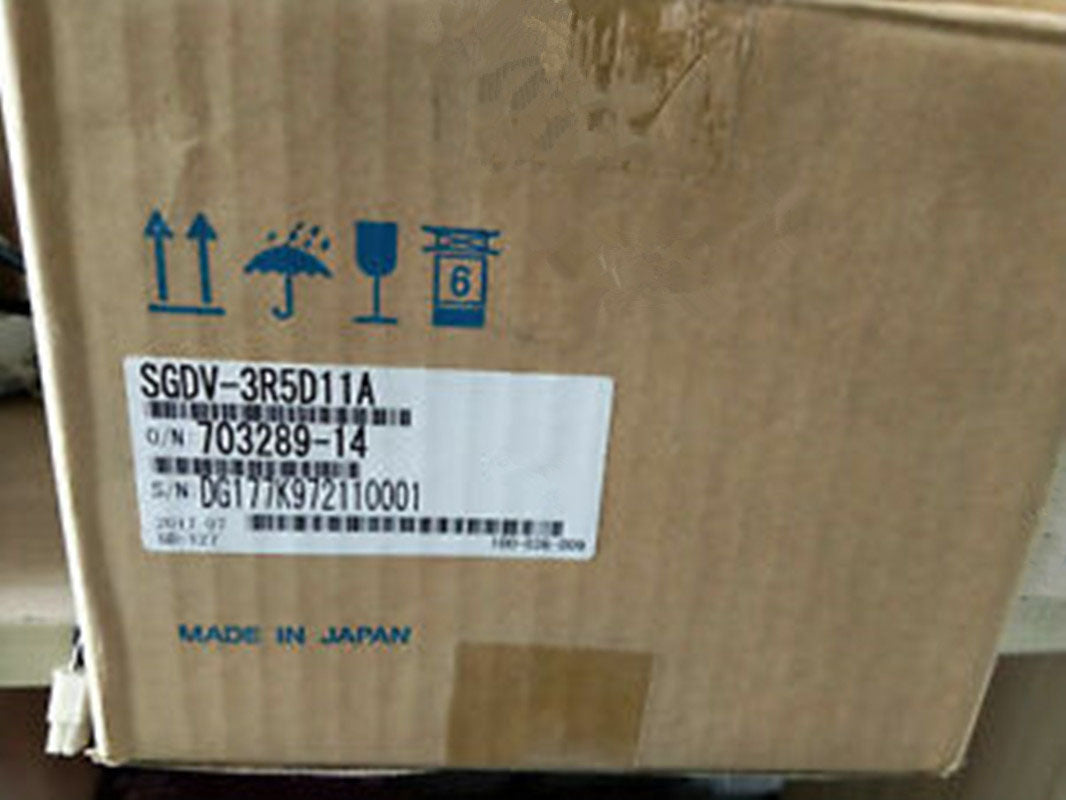 6
SGDV-3R5D11A
O/N 703289-14
S/N DG177K972110001
2017.07
MADE IN JAPAN